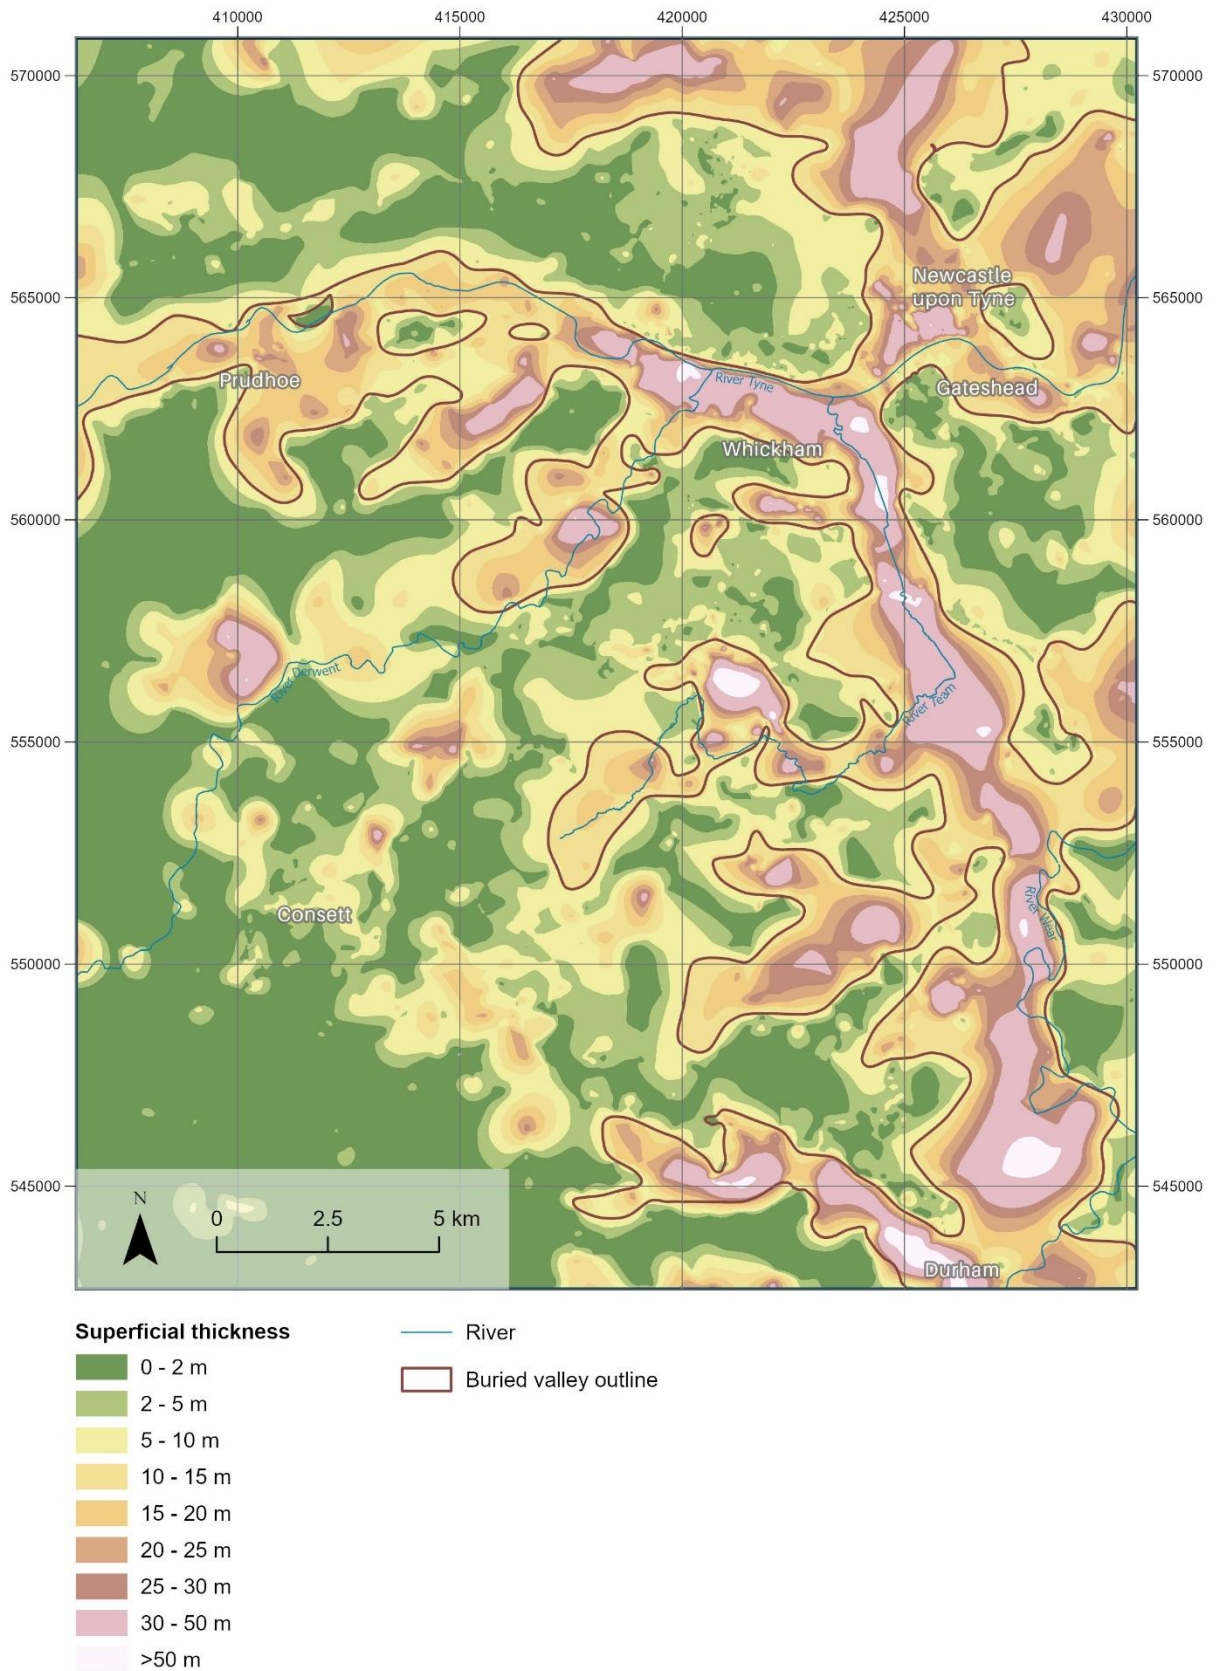 410000 415000 420000 425000 430000
570000 570000
565000 565000
Newcastle
upon Tyne
Prudhoe
River Tyne
Gateshead
Whickham
560000 560000
River Derwent
River Team
555000 555000
Consett
River Wear
550000 550000
545000 545000
N
0 2.5 5 km
Durham
Superficial thickness
0 - 2 m
2 - 5 m
5 - 10 m
10 - 15 m
15 - 20 m
20 - 25 m
25 - 30 m
30 - 50 m
>50 m
River
Buried valley outline